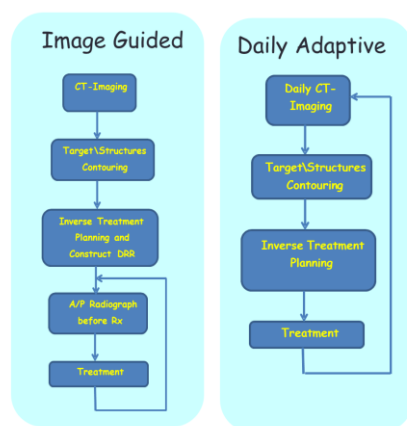 Image Guided
CT-Imaging
Target\Structures
Contouring
Inverse Treatment
Planning and
Construct DRR
A/P Radiograph
before Rx
Treatment
Daily Adaptive
Daily CT-
Imaging
Target\Structures
Contouring
Inverse Treatment
Planning
Treatment